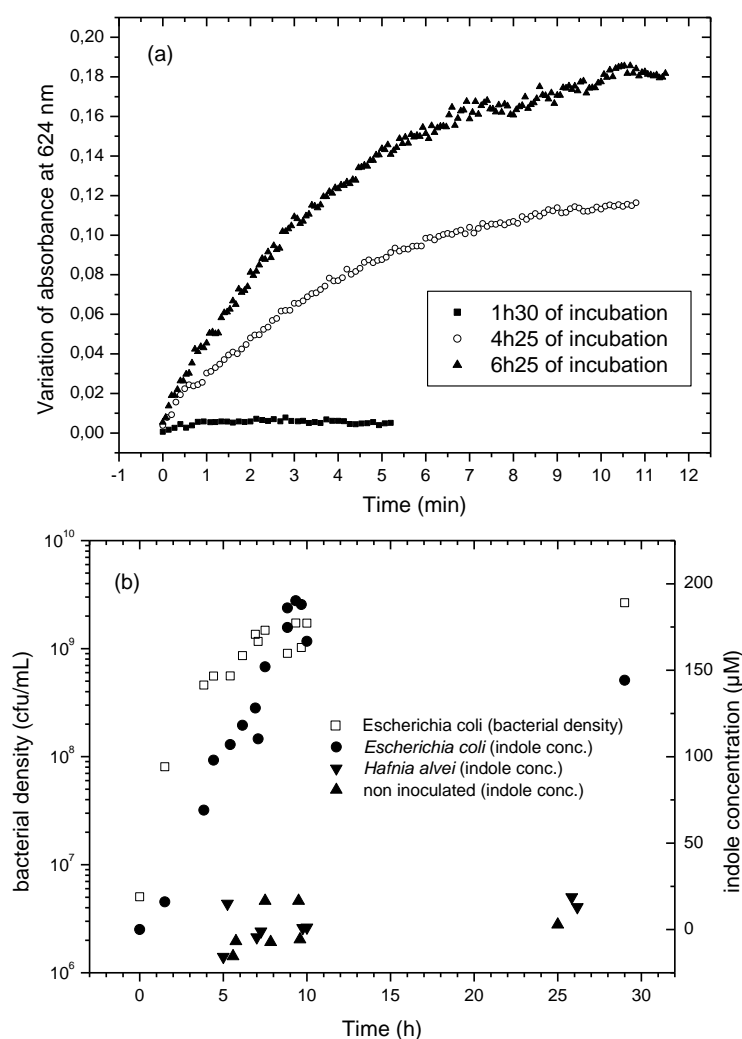 (a)
Variation of absorbance at 624 nm
0,20
0,18
0,16
0,14
0,12
0,10
0,08
0,06
0,04
0,02
0,00
1h30 of incubation
4h25 of incubation
6h25 of incubation
-1 0 1 2 3 4 5 6 7 8 9 10 11 12
Time (min)
(b)
bacterial density (cfu/mL)
10^10
10^9
10^8
10^7
10^6
Escherichia coli (bacterial density)
Escherichia coli (indole conc.)
Hafnia alvei (indole conc.)
non inoculated (indole conc.)
200
150
100
50
0
indole concentration (µM)
0 5 10 15 20 25 30
Time (h)